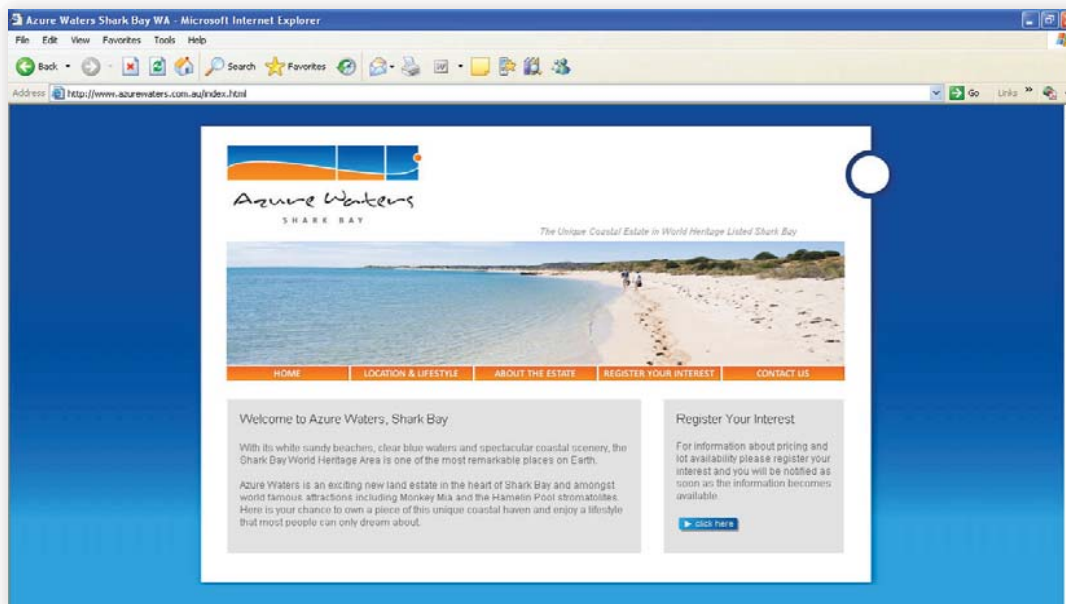 Azure Waters Shark Bay WA - Microsoft Internet Explorer
File Edit View Favorites Tools Help
Back Search Favorites
Address http://www.azurewaters.com.au/index.html Go Links »
Azure Waters
SHARK BAY
The Unique Coastal Estate in World Heritage Listed Shark Bay
HOME LOCATION & LIFESTYLE ABOUT THE ESTATE REGISTER YOUR INTEREST CONTACT US
Welcome to Azure Waters, Shark Bay
With its white sandy beaches, clear blue waters and spectacular coastal scenery, the
Shark Bay World Heritage Area is one of the most remarkable places on Earth.
Azure Waters is an exciting new land estate in the heart of Shark Bay and amongst
world famous attractions including Monkey Mia and the Hamelin Pool stromatolites.
Here is your chance to own a piece of this unique coastal haven and enjoy a lifestyle
that most people can only dream about.
Register Your Interest
For information about pricing and
lot availability please register your
interest and you will be notified as
soon as the information becomes
available.
click here